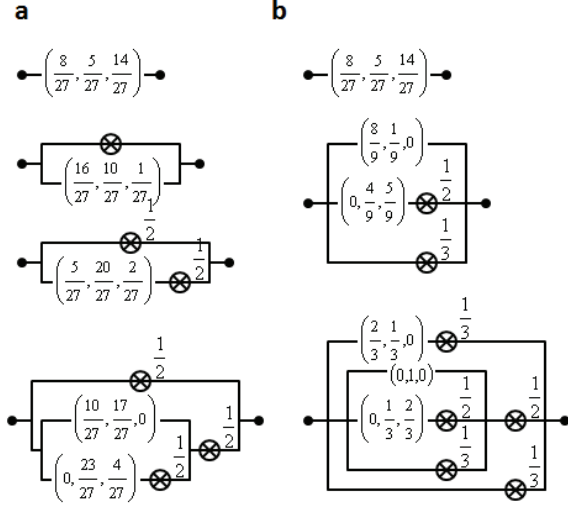 a
b
(8/27, 5/27, 14/27)
(8/27, 5/27, 14/27)
(16/27, 10/27, 1/27)
1/2
1/2
(5/27, 20/27, 2/27)
1/2
(10/27, 17/27, 0)
1/2
(0, 23/27, 4/27)
1/2
(8/9, 1/9, 0)
(0, 4/9, 5/9)
1/2
1/3
(2/3, 1/3, 0)
1/3
(0,1,0)
(0, 1/3, 2/3)
1/2
1/2
1/3
1/3